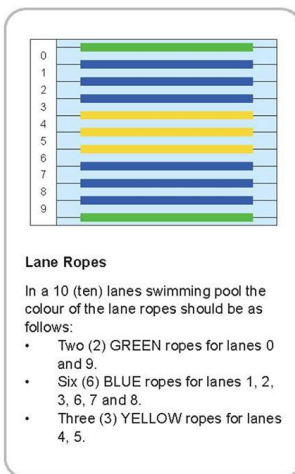 0
1
2
3
4
5
6
7
8
9
Lane Ropes
In a 10 (ten) lanes swimming pool the
colour of the lane ropes should be as
follows:
• Two (2) GREEN ropes for lanes 0
and 9.
• Six (6) BLUE ropes for lanes 1, 2,
3, 6, 7 and 8.
• Three (3) YELLOW ropes for lanes
4, 5.